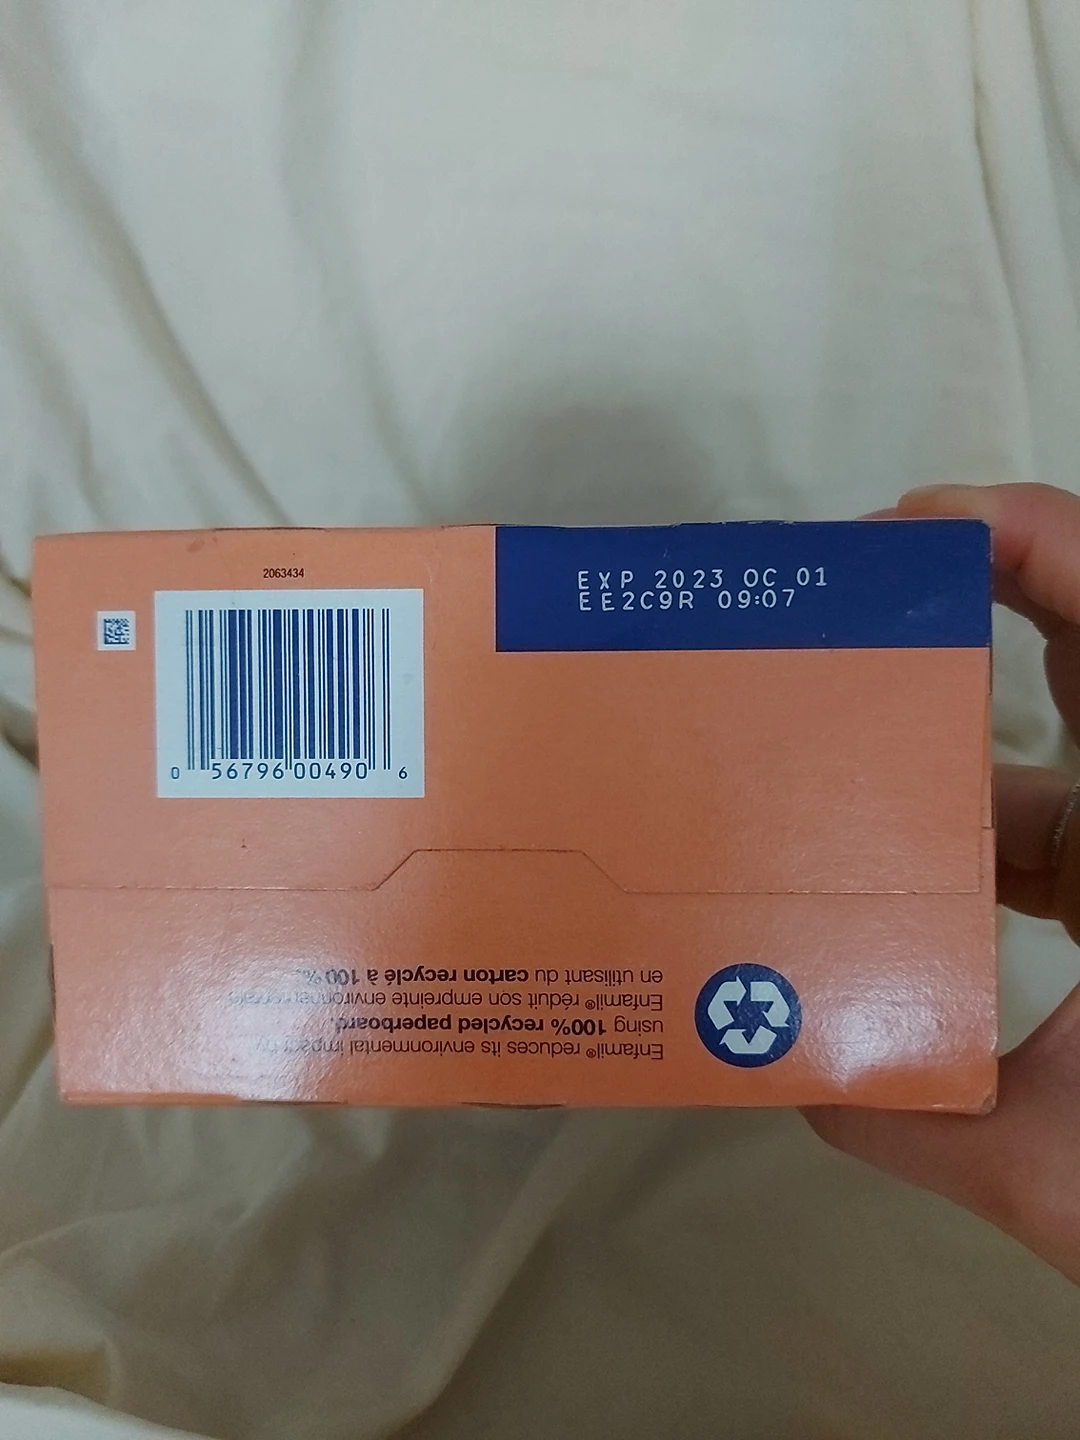 2063434
EXP 2023 OC 01
EE2C9R 09:07
0 56796 00490 6
Enfamil® reduces its environmental impact by
using 100% recycled paperboard.
Enfamil® réduit son empreinte environnementale
en utilisant du carton recyclé à 100 %.